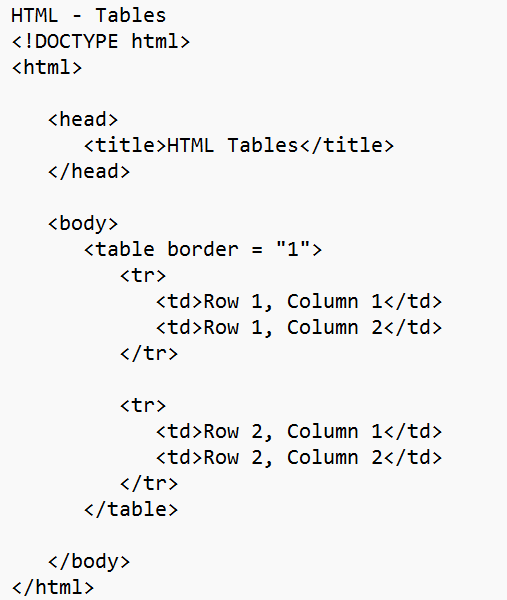 HTML - Tables
<!DOCTYPE html>
<html>

   <head>
      <title>HTML Tables</title>
   </head>

   <body>
      <table border = "1">
         <tr>
            <td>Row 1, Column 1</td>
            <td>Row 1, Column 2</td>
         </tr>

         <tr>
            <td>Row 2, Column 1</td>
            <td>Row 2, Column 2</td>
         </tr>
      </table>

   </body>
</html>